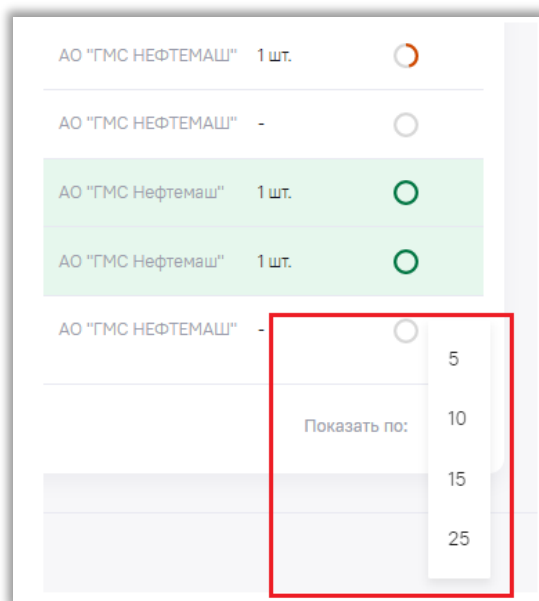 АО "ГМС НЕФТЕМАШ" 1 шт.
АО "ГМС НЕФТЕМАШ" -
АО "ГМС Нефтемаш" 1 шт.
АО "ГМС Нефтемаш" 1 шт.
АО "ГМС НЕФТЕМАШ" -
5
Показать по: 10
15
25